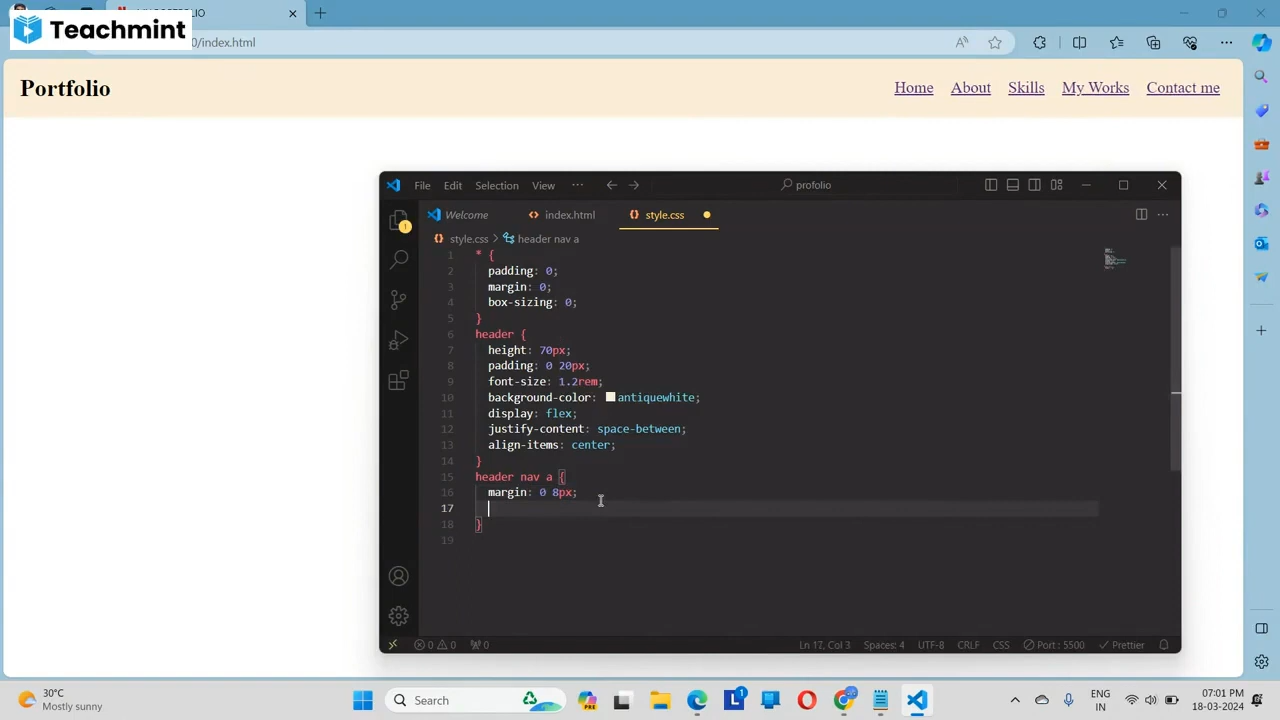 Teachmint
0/index.html
Portfolio
Home About Skills My Works Contact me
File Edit Selection View ··· profolio
Welcome index.html style.css
style.css > header nav a
1 * {
2 padding: 0;
3 margin: 0;
4 box-sizing: 0;
5 }
6 header {
7 height: 70px;
8 padding: 0 20px;
9 font-size: 1.2rem;
10 background-color: antiquewhite;
11 display: flex;
12 justify-content: space-between;
13 align-items: center;
14 }
15 header nav a {
16 margin: 0 8px;
17
18 }
19
0 0 0 Ln 17, Col 3 Spaces: 4 UTF-8 CRLF CSS Port : 5500 Prettier
30°C
Mostly sunny
Search
ENG
IN
07:01 PM
18-03-2024